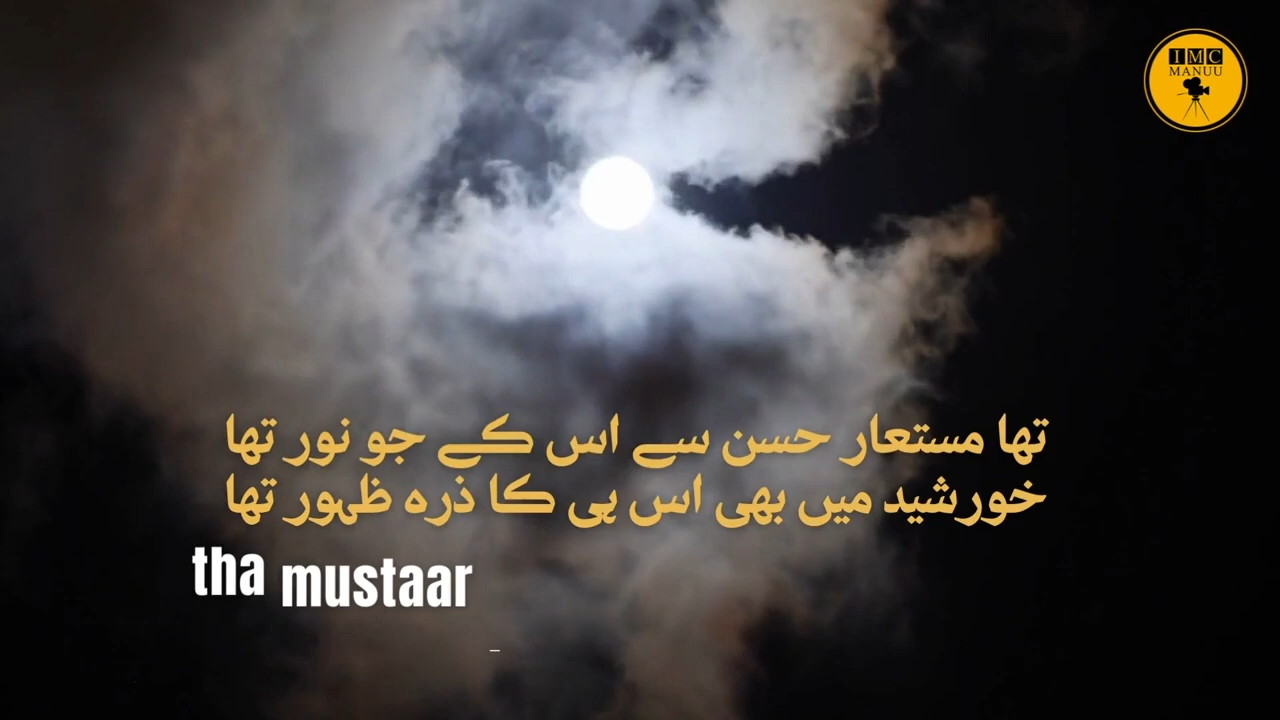 IMC
MANUU
تھا مستعار حسن سے اس کے جو نور تھا
خورشید میں بھی اس ہی کا ذرہ ظہور تھا
tha mustaar